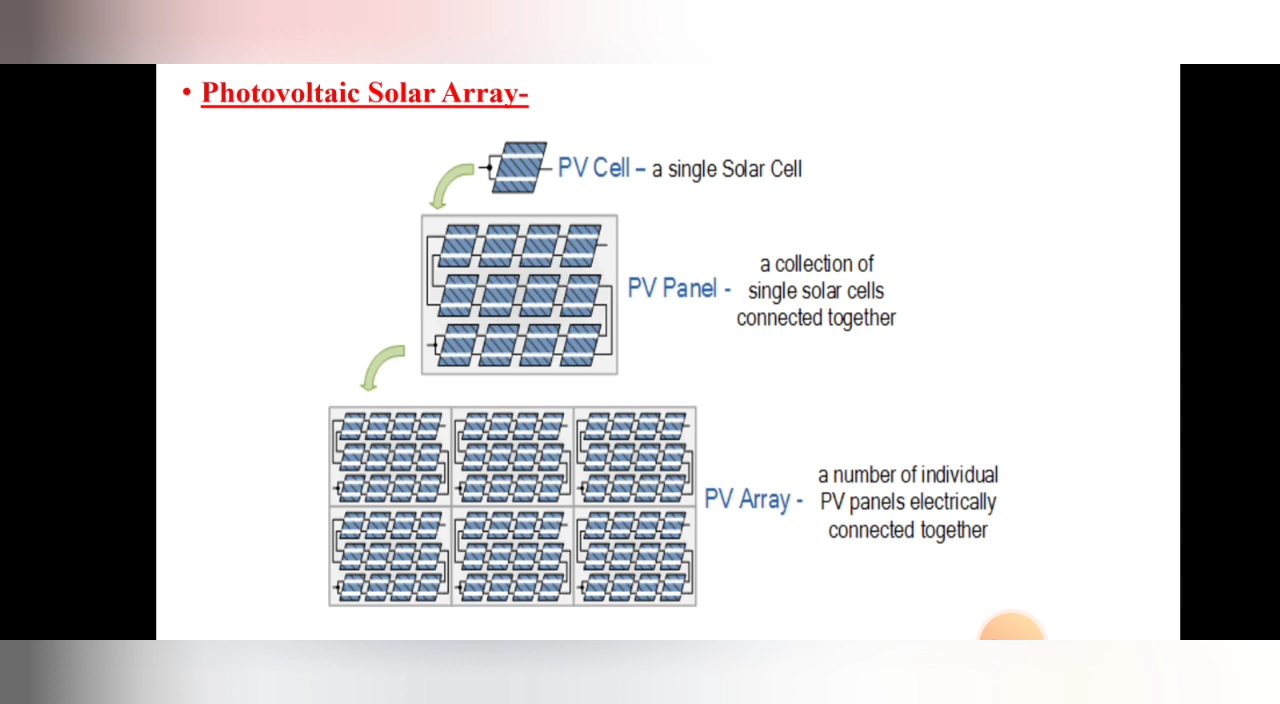 • Photovoltaic Solar Array-
PV Cell – a single Solar Cell
PV Panel -
a collection of
single solar cells
connected together
PV Array -
a number of individual
PV panels electrically
connected together